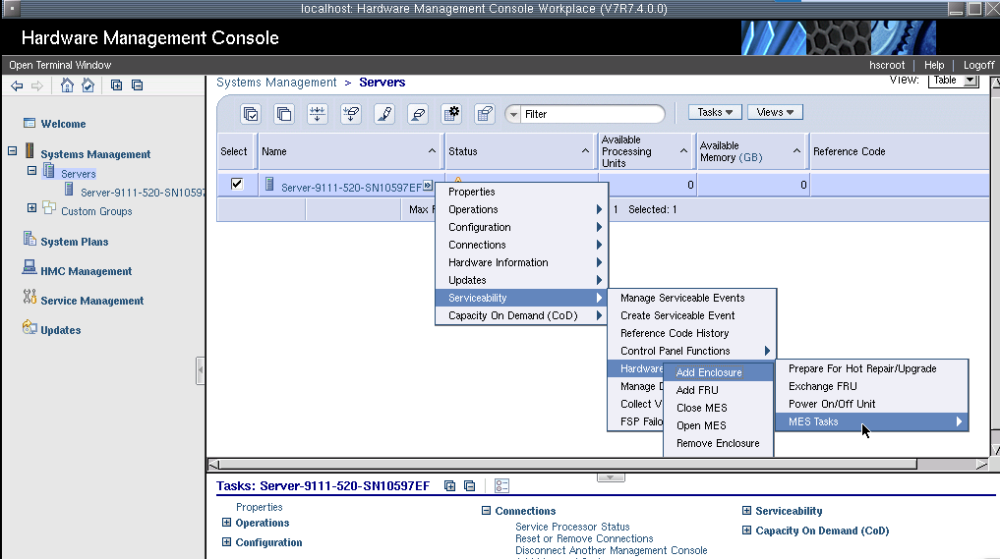 localhost: Hardware Management Console Workplace (V7R7.4.0.0)
Hardware Management Console
Open Terminal Window
hscroot | Help | Logoff
Systems Management > Servers
View: Table
Filter
Tasks
Views
Welcome
Systems Management
Servers
Server-9111-520-SN10597
Custom Groups
System Plans
HMC Management
Service Management
Updates
Select
Name
Status
Available Processing Units
Available Memory (GB)
Reference Code
Server-9111-520-SN10597EF
0
0
Max
1 Selected: 1
Properties
Operations
Configuration
Connections
Hardware Information
Updates
Serviceability
Capacity On Demand (CoD)
Manage Serviceable Events
Create Serviceable Event
Reference Code History
Control Panel Functions
Hardware
Manage
Collect V
FSP Failo
Add Enclosure
Add FRU
Close MES
Open MES
Remove Enclosure
Prepare For Hot Repair/Upgrade
Exchange FRU
Power On/Off Unit
MES Tasks
Tasks: Server-9111-520-SN10597EF
Properties
Operations
Configuration
Connections
Service Processor Status
Reset or Remove Connections
Disconnect Another Management Console
Serviceability
Capacity On Demand (CoD)